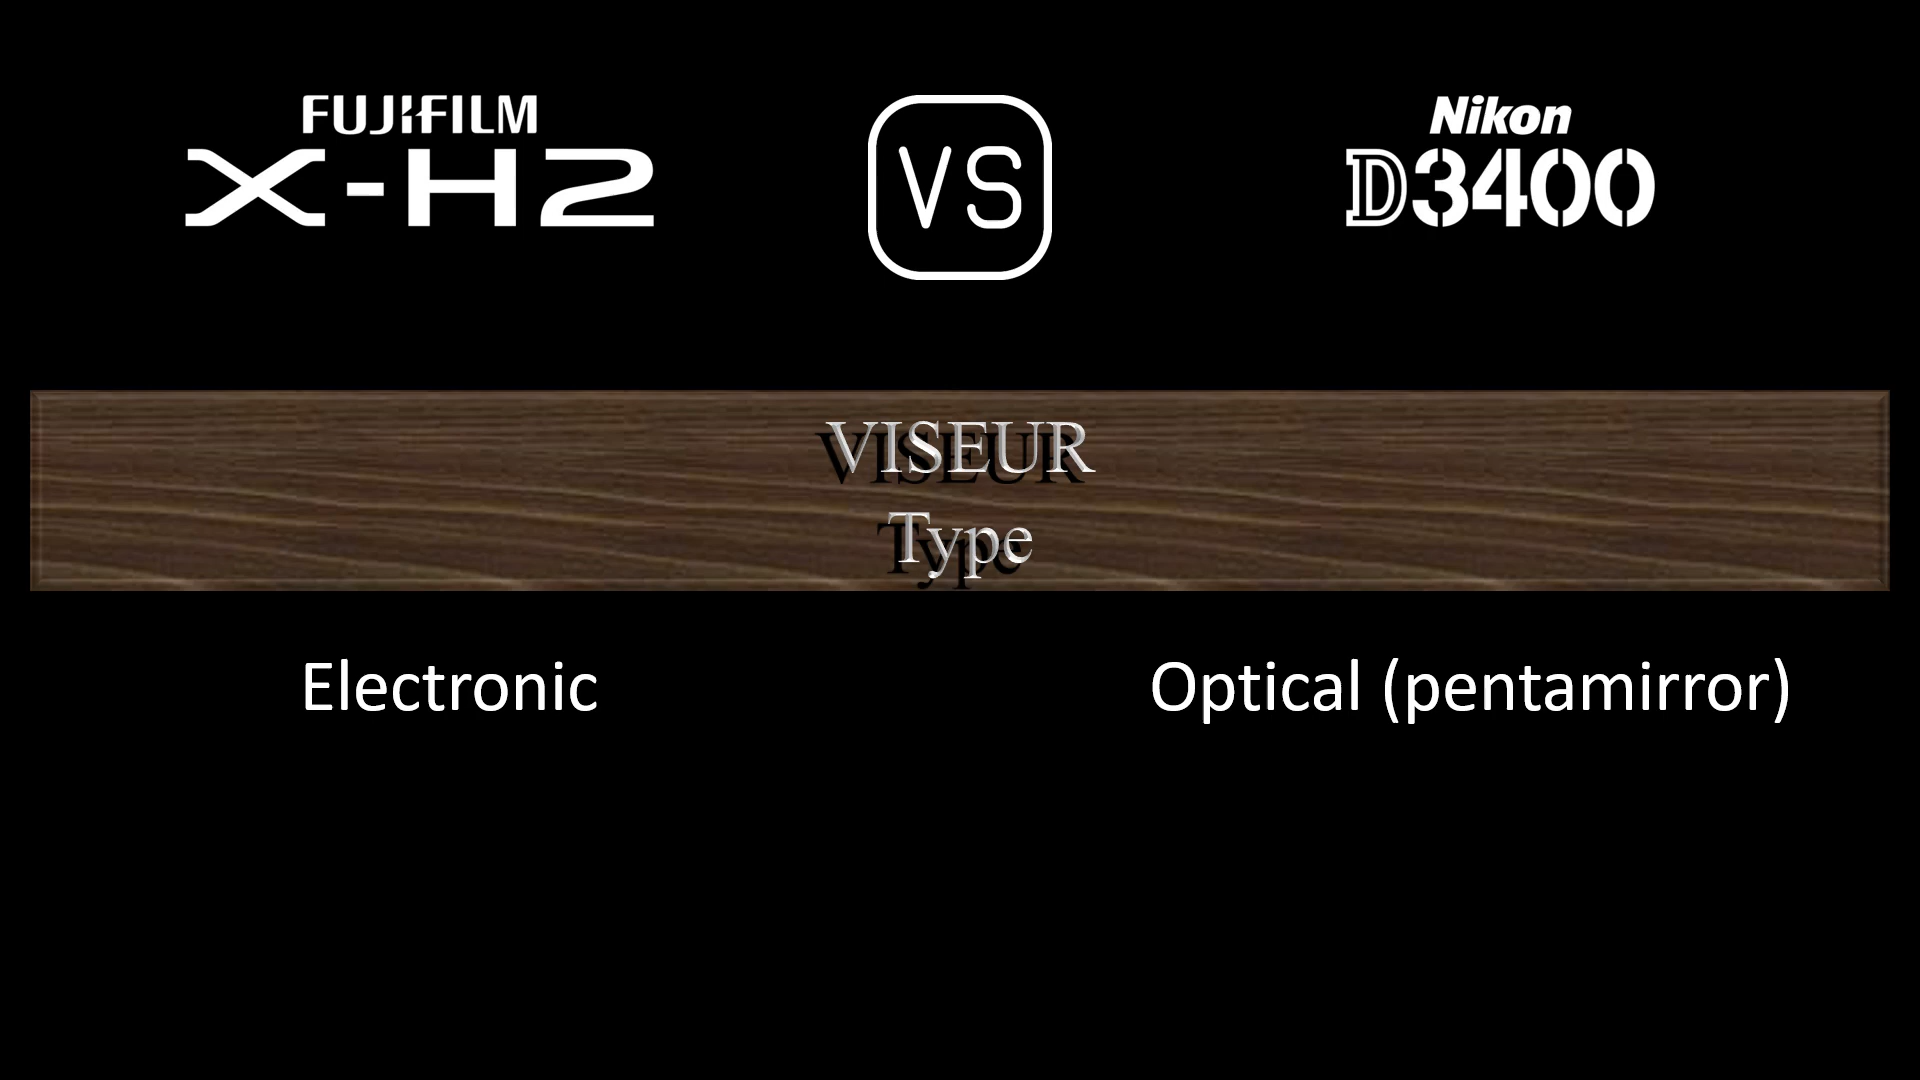 FUJIFILM
X-H2
VS
Nikon
D3400
VISEUR
Type
Electronic
Optical (pentamirror)